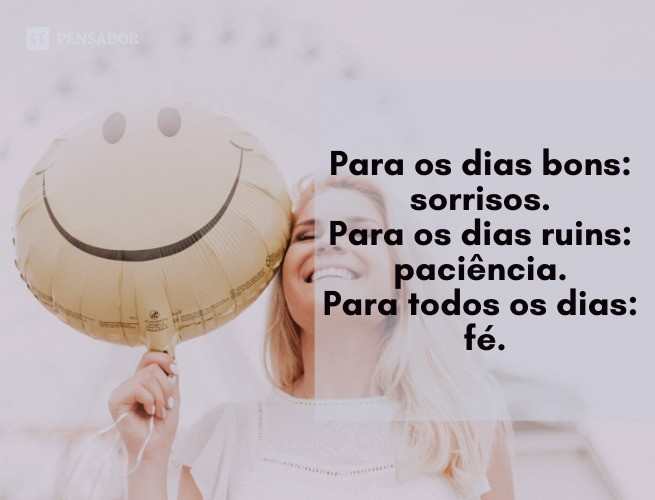 PENSADOR
Para os dias bons:
sorrisos.
Para os dias ruins:
paciência.
Para todos os dias:
fé.